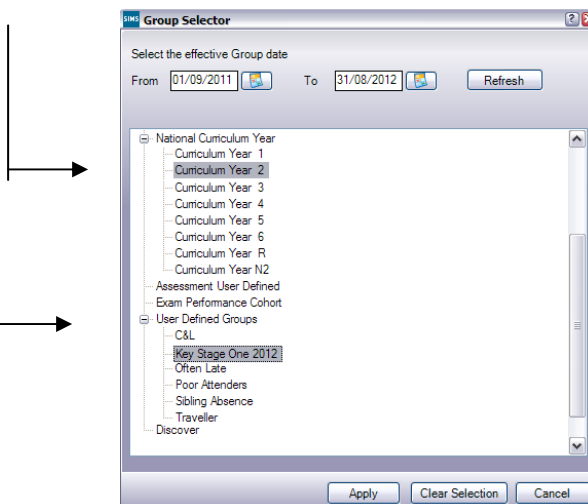 SIMS Group Selector
Select the effective Group date
From 01/09/2011 To 31/08/2012 Refresh
National Curriculum Year
Curriculum Year 1
Curriculum Year 2
Curriculum Year 3
Curriculum Year 4
Curriculum Year 5
Curriculum Year 6
Curriculum Year R
Curriculum Year N2
Assessment User Defined
Exam Performance Cohort
User Defined Groups
C&L
Key Stage One 2012
Often Late
Poor Attenders
Sibling Absence
Traveller
Discover
Apply Clear Selection Cancel